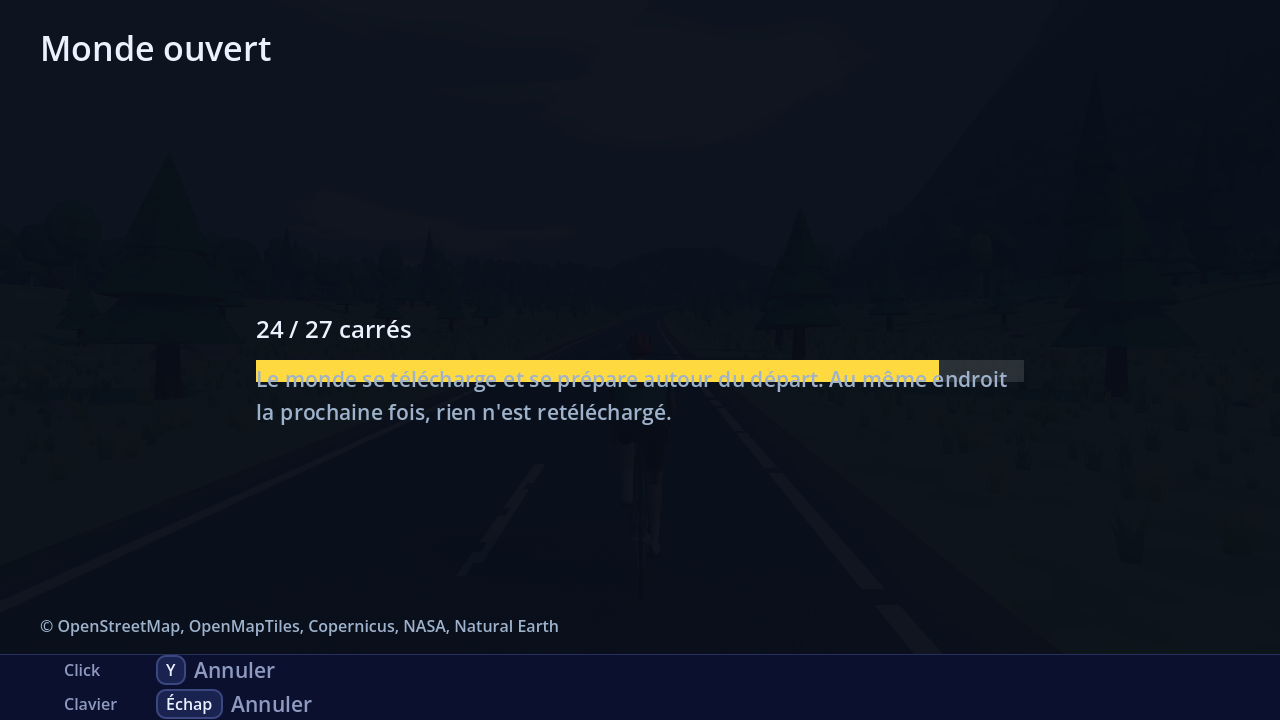 Monde ouvert
24 / 27 carrés
Le monde se télécharge et se prépare autour du départ. Au même endroit
la prochaine fois, rien n'est retéléchargé.
© OpenStreetMap, OpenMapTiles, Copernicus, NASA, Natural Earth
Click Y Annuler
Clavier Échap Annuler